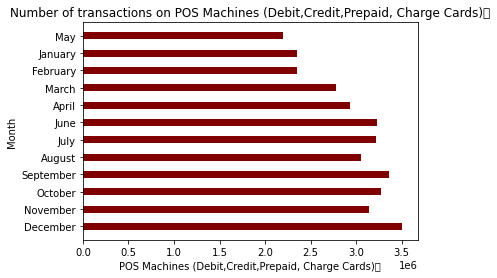 Number of transactions on POS Machines (Debit,Credit,Prepaid, Charge Cards)
May
January
February
March
April
June
July
August
September
October
November
December
Month
0.0 0.5 1.0 1.5 2.0 2.5 3.0 3.5
1e6
POS Machines (Debit,Credit,Prepaid, Charge Cards)